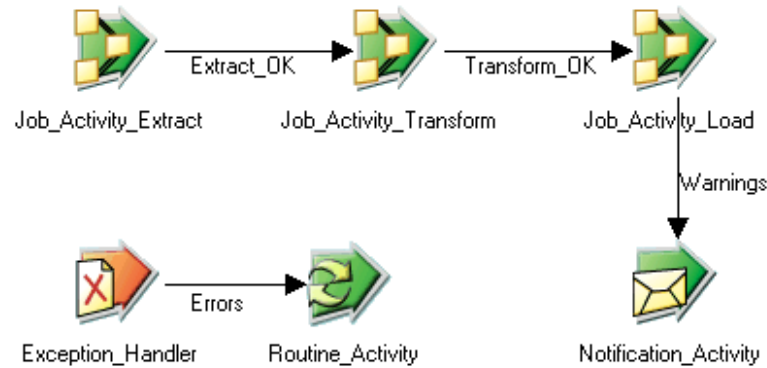 Extract_OK
Transform_OK
Job_Activity_Extract
Job_Activity_Transform
Job_Activity_Load
Warnings
Errors
Exception_Handler
Routine_Activity
Notification_Activity